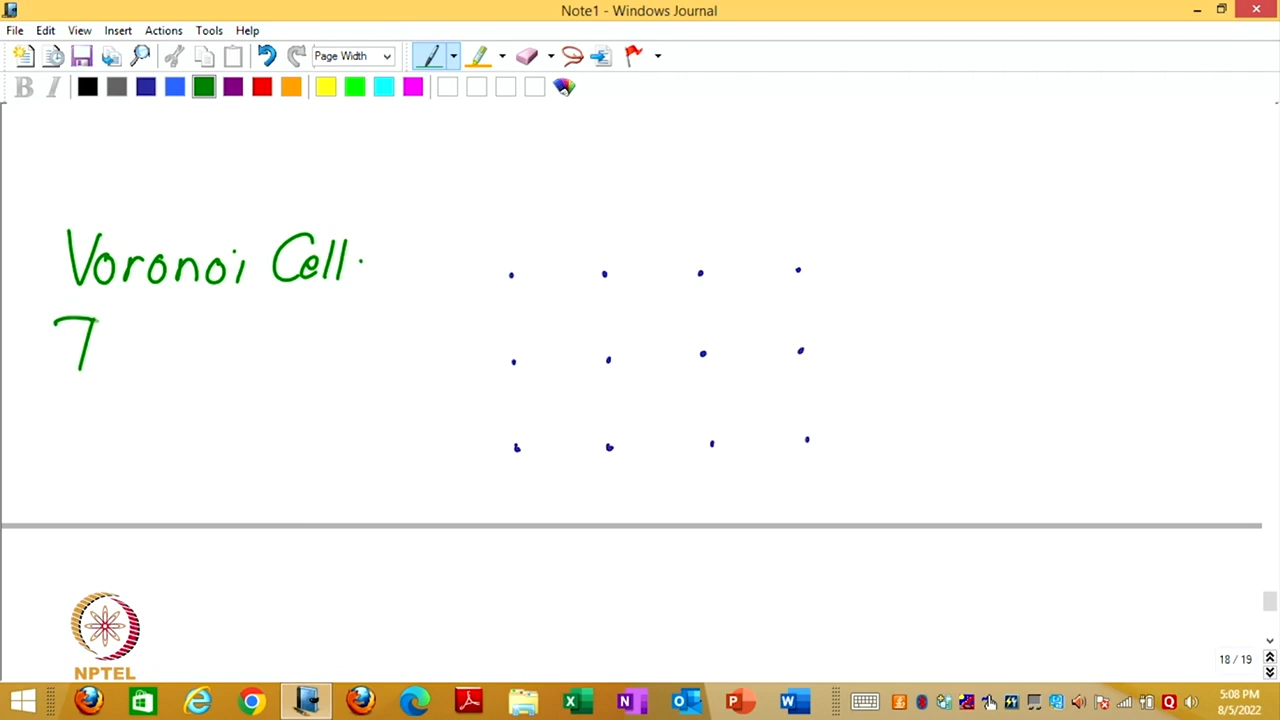 Note1 - Windows Journal
File Edit View Insert Actions Tools Help
Page Width
B I
Voronoi Cell.
T
NPTEL
18 / 19
5:08 PM
8/5/2022